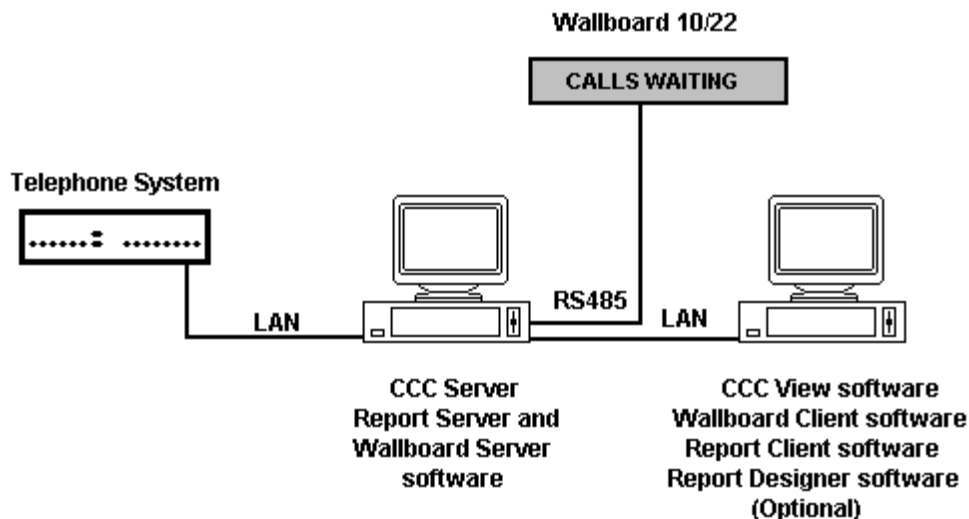 Wallboard 10/22
CALLS WAITING
Telephone System
LAN
RS485
LAN
CCC Server
Report Server and
Wallboard Server
software
CCC View software
Wallboard Client software
Report Client software
Report Designer software
(Optional)